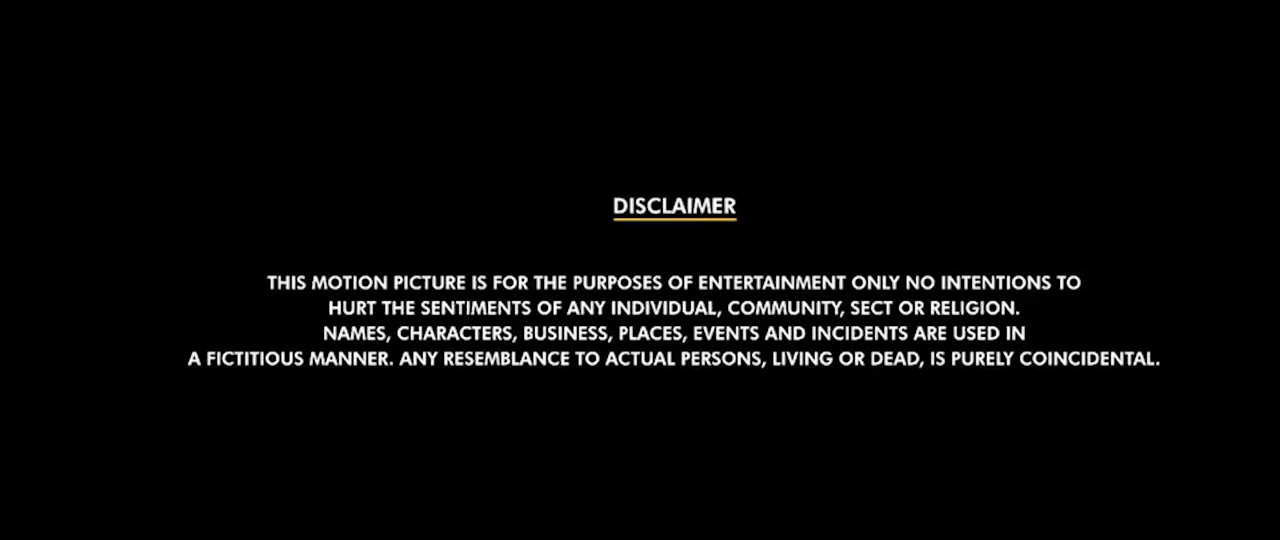 DISCLAIMER
THIS MOTION PICTURE IS FOR THE PURPOSES OF ENTERTAINMENT ONLY NO INTENTIONS TO
HURT THE SENTIMENTS OF ANY INDIVIDUAL, COMMUNITY, SECT OR RELIGION.
NAMES, CHARACTERS, BUSINESS, PLACES, EVENTS AND INCIDENTS ARE USED IN
A FICTITIOUS MANNER. ANY RESEMBLANCE TO ACTUAL PERSONS, LIVING OR DEAD, IS PURELY COINCIDENTAL.